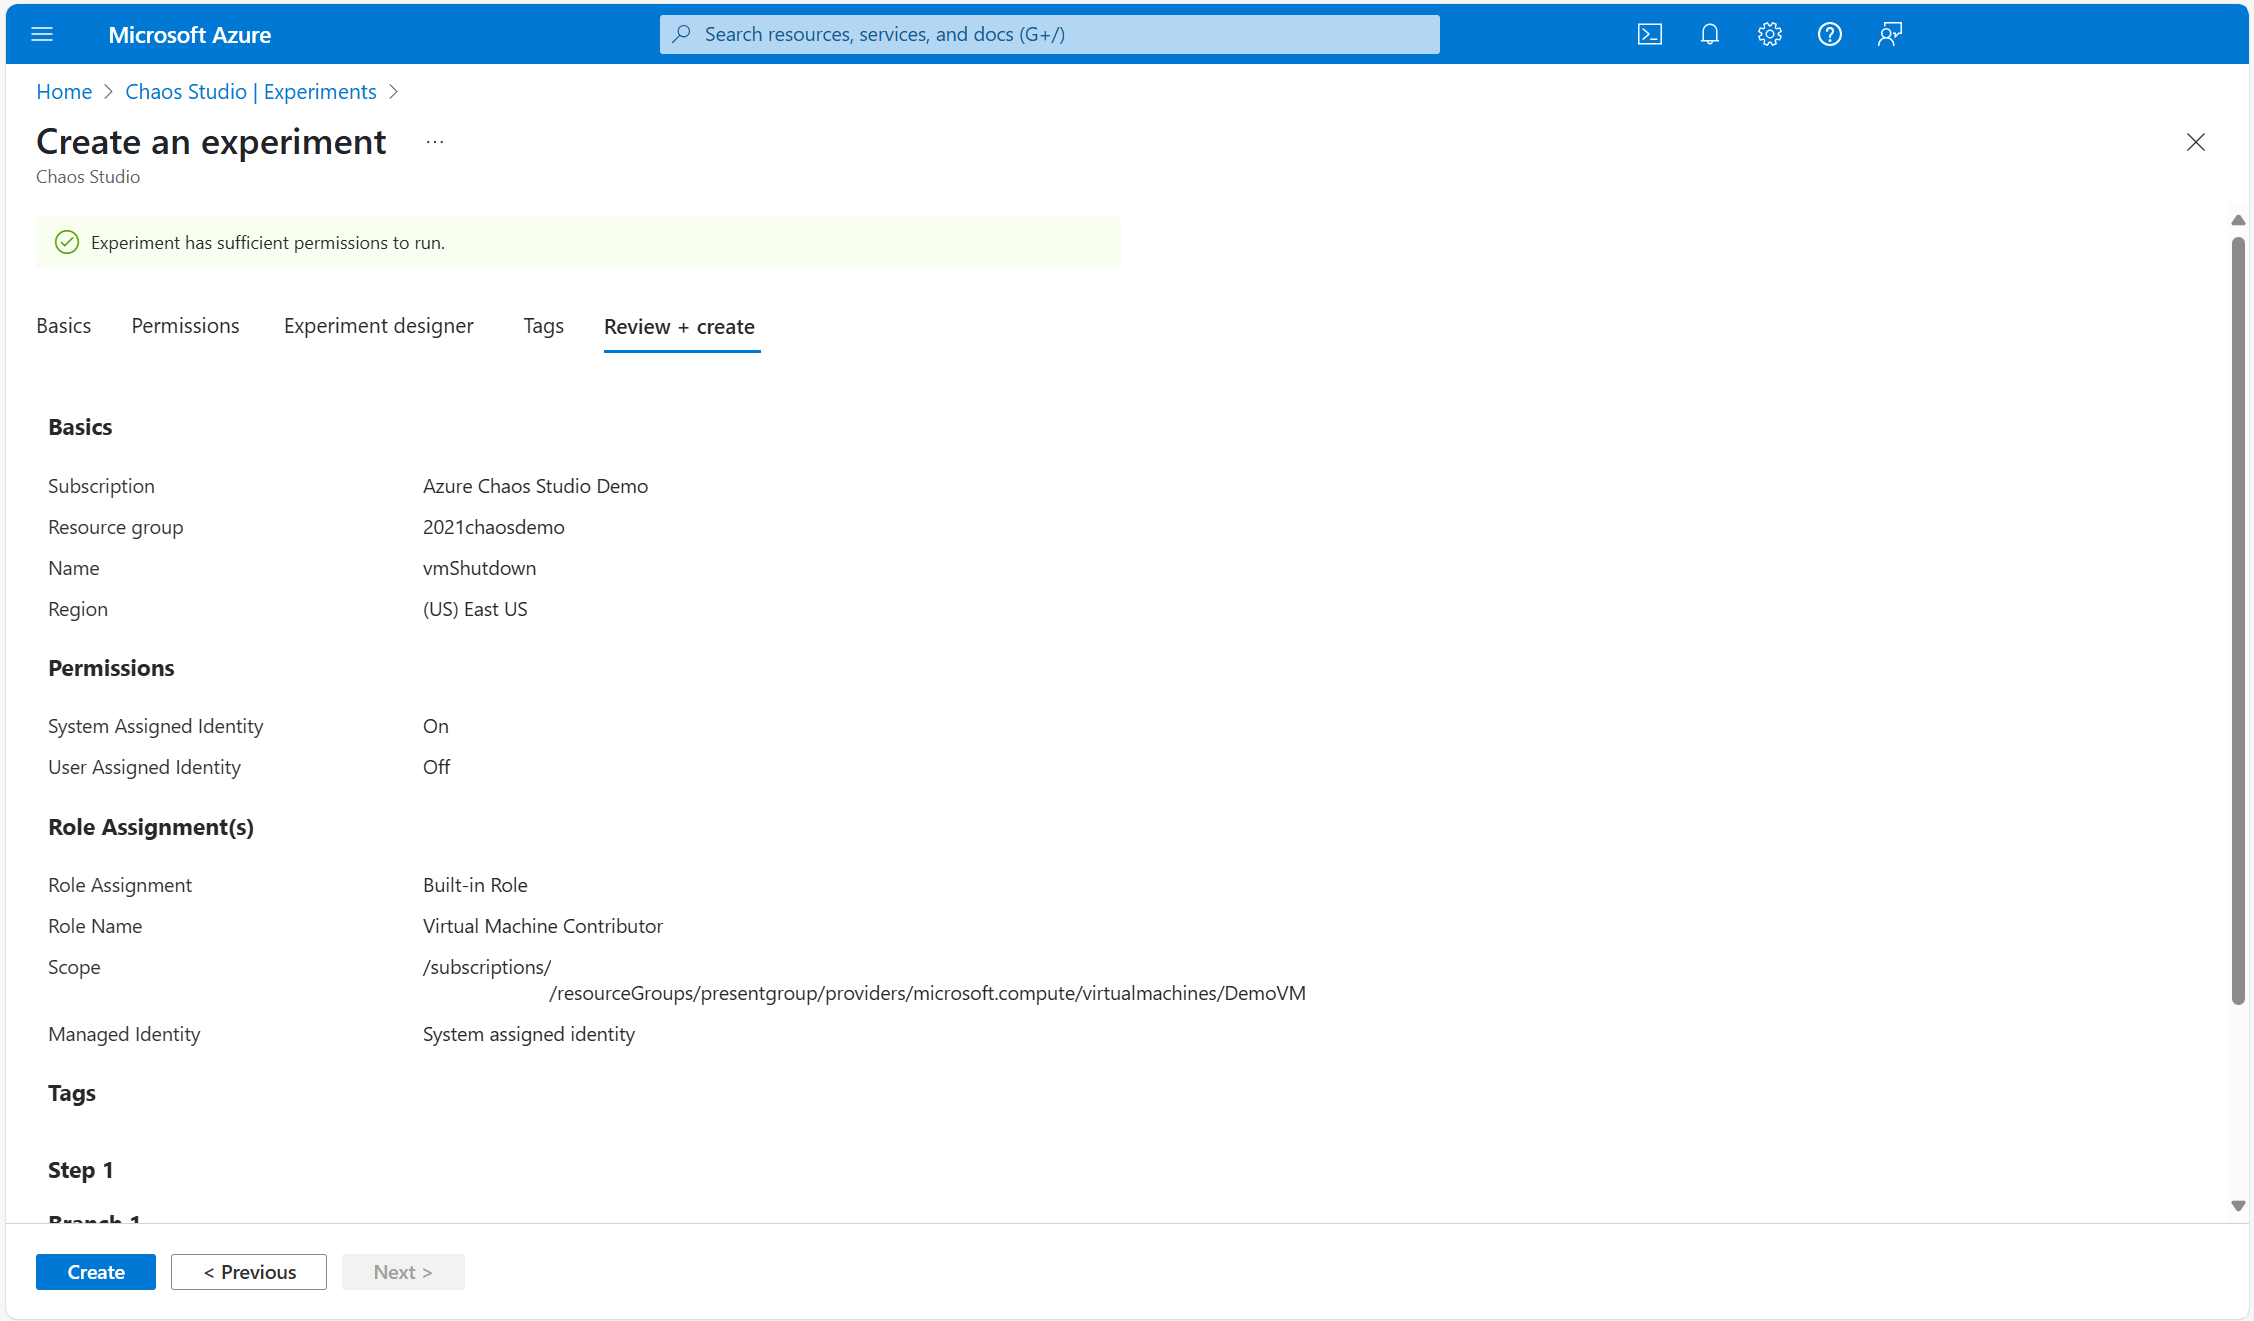 Microsoft Azure
Search resources, services, and docs (G+/)
Home > Chaos Studio | Experiments >
Create an experiment ...
Chaos Studio
Experiment has sufficient permissions to run.
Basics Permissions Experiment designer Tags Review + create
Basics
Subscription Azure Chaos Studio Demo
Resource group 2021chaosdemo
Name vmShutdown
Region (US) East US
Permissions
System Assigned Identity On
User Assigned Identity Off
Role Assignment(s)
Role Assignment Built-in Role
Role Name Virtual Machine Contributor
Scope /subscriptions/
/resourceGroups/presentgroup/providers/microsoft.compute/virtualmachines/DemoVM
Managed Identity System assigned identity
Tags
Step 1
Branch 1
Create < Previous Next >